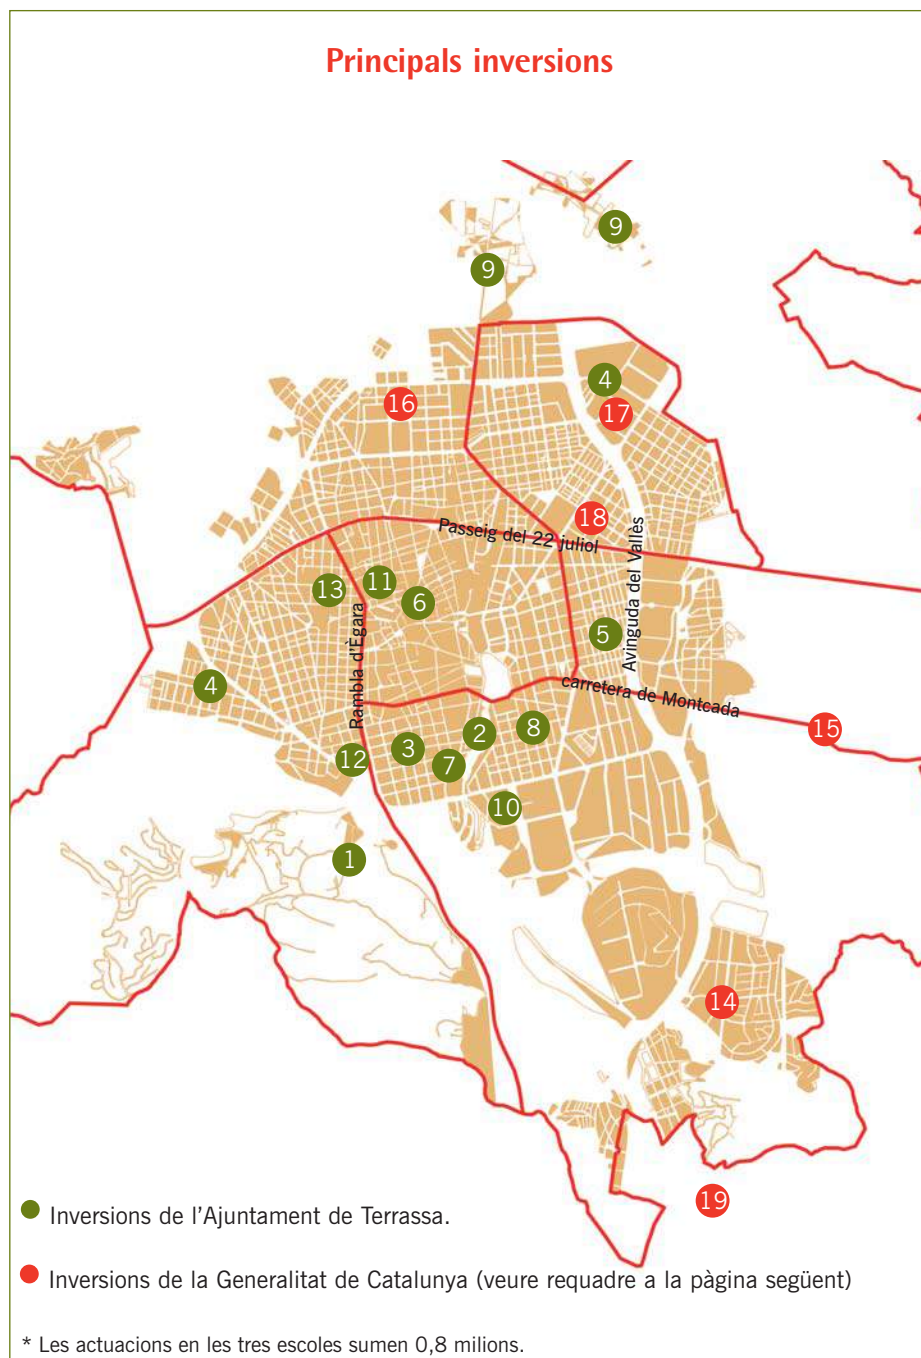 Principals inversions
9
9
4
16
17
18
Passeig del 22 juliol
13
11
6
Rambla d'Ègara
5
Avinguda del Vallès
4
carretera de Montcada
15
12
3
2
8
7
10
1
14
19
Inversions de l'Ajuntament de Terrassa.
Inversions de la Generalitat de Catalunya (veure requadre a la pàgina següent)
* Les actuacions en les tres escoles sumen 0,8 milions.